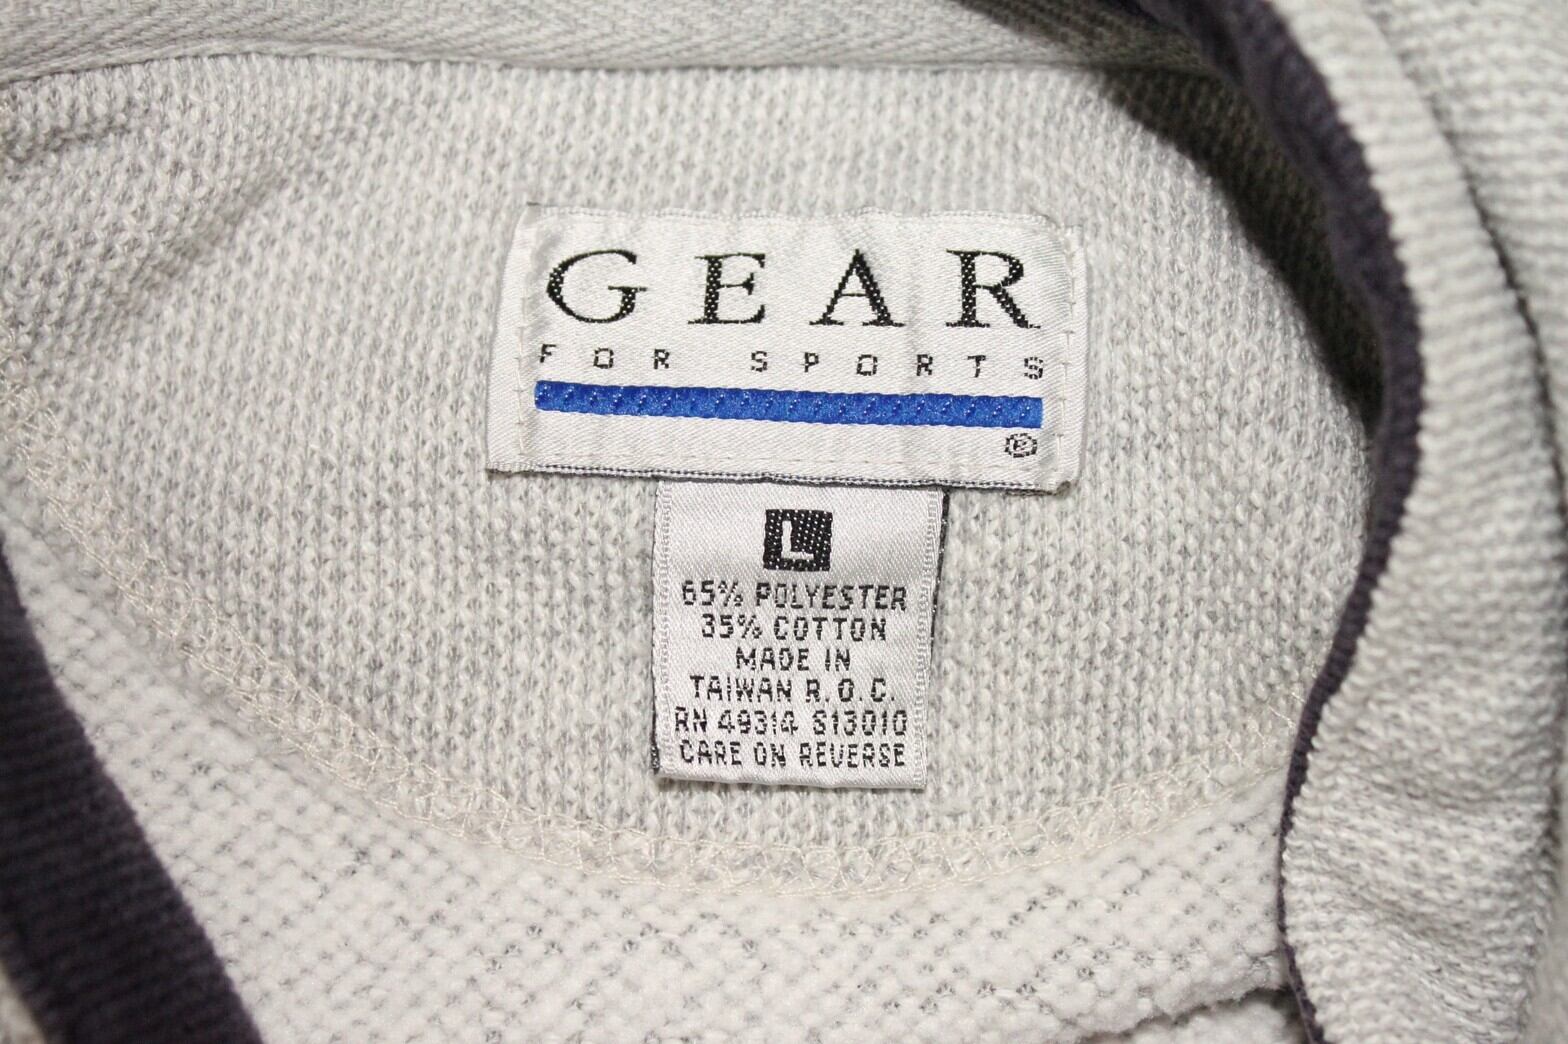 GEAR
FOR SPORTS
®
L
65% POLYESTER
35% COTTON
MADE IN
TAIWAN R.O.C.
RN 49314 S13010
CARE ON REVERSE